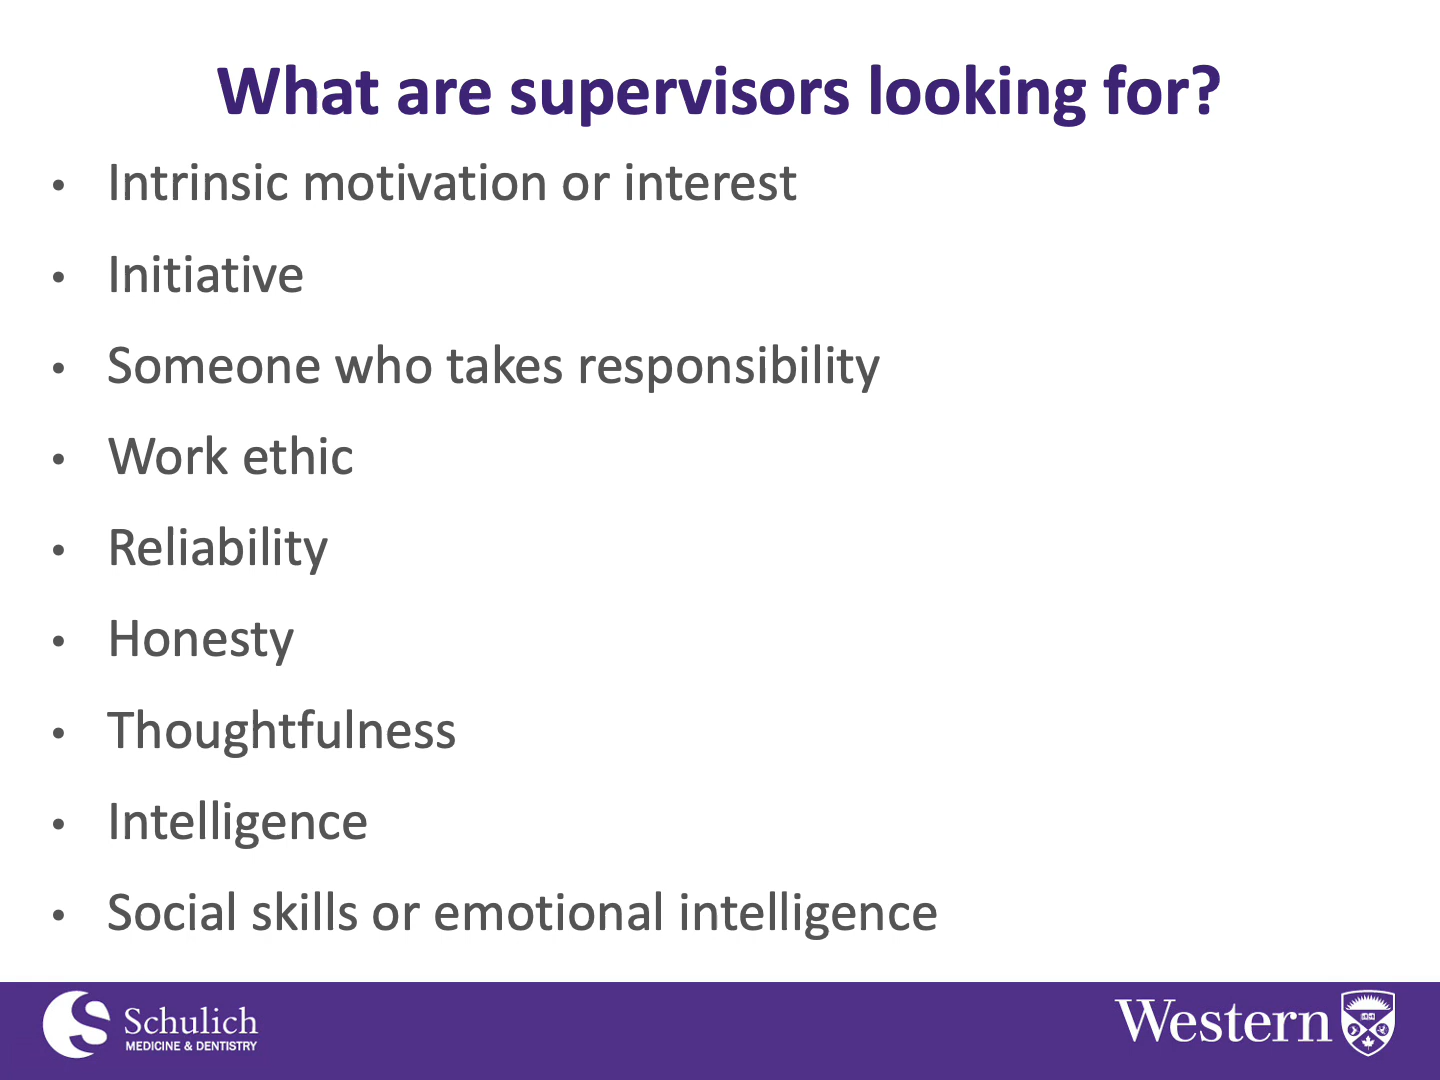 What are supervisors looking for?
• Intrinsic motivation or interest
• Initiative
• Someone who takes responsibility
• Work ethic
• Reliability
• Honesty
• Thoughtfulness
• Intelligence
• Social skills or emotional intelligence
Schulich
MEDICINE & DENTISTRY
Western